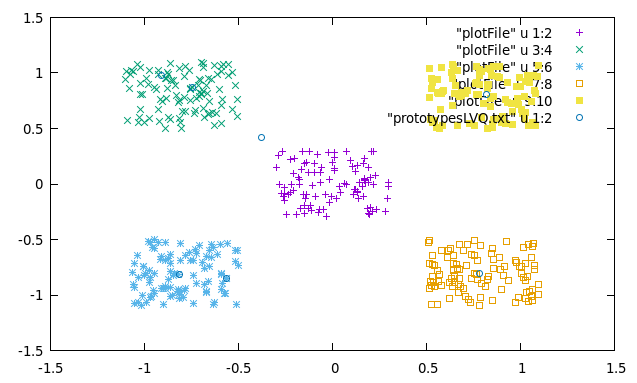 1.5
"plotFile" u 1:2
"plotFile" u 3:4
1
"plotFile" u 5:6
"plotFile" u 7:8
"plotFile" u 9:10
0.5
"prototypesLVQ.txt" u 1:2
0
-0.5
-1
-1.5
-1.5 -1 -0.5 0 0.5 1 1.5